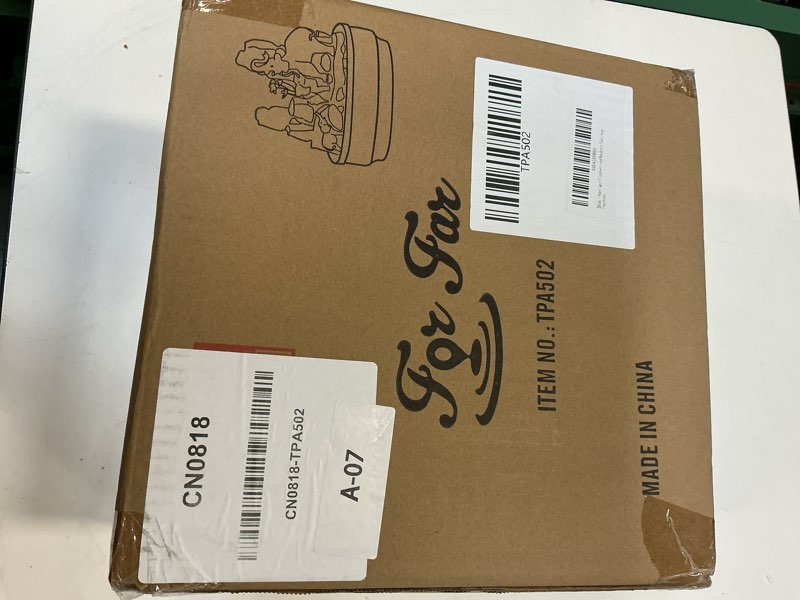 TPA502
For Far
ITEM NO.: TPA502
MADE IN CHINA
CN0818
CN0818-TPA502
A-07